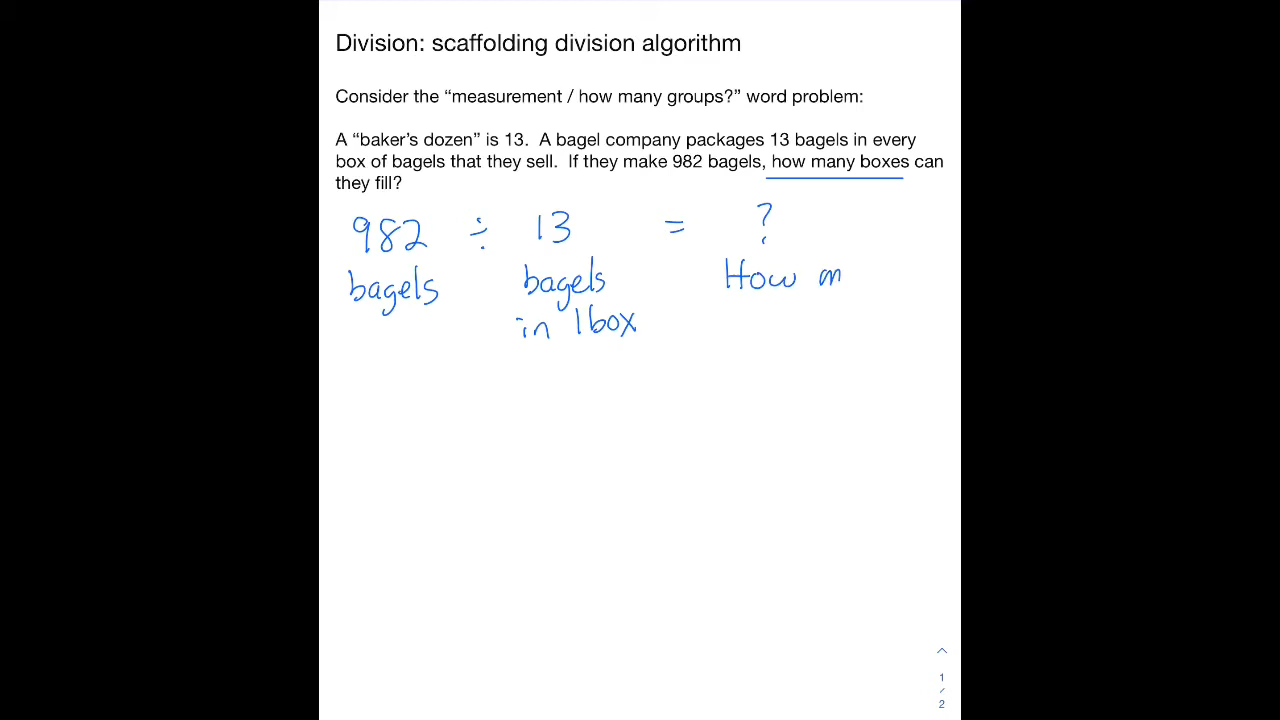 Division: scaffolding division algorithm
Consider the “measurement / how many groups?” word problem:
A “baker’s dozen” is 13.  A bagel company packages 13 bagels in every
box of bagels that they sell.  If they make 982 bagels, how many boxes can
they fill?
982 ÷ 13 = ?
bagels bagels How m
in 1 box
1
/
2